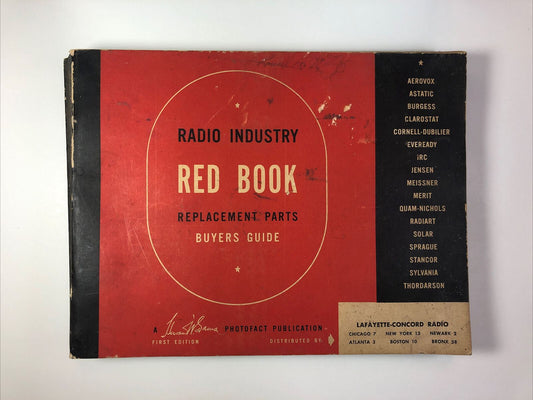 RADIO INDUSTRY
RED BOOK
REPLACEMENT PARTS
BUYERS GUIDE
A Howard W. Sams PHOTOFACT PUBLICATION
FIRST EDITION
DISTRIBUTED BY
AEROVOX
ASTATIC
BURGESS
CLAROSTAT
CORNELL-DUBILIER
EVEREADY
IRC
JENSEN
MEISSNER
MERIT
QUAM-NICHOLS
RADIART
SOLAR
SPRAGUE
STANCOR
SYLVANIA
THORDARSON
LAFAYETTE-CONCORD RADIO
CHICAGO 7 NEW YORK 13 NEWARK 2
ATLANTA 3 BOSTON 10 BRONX 58